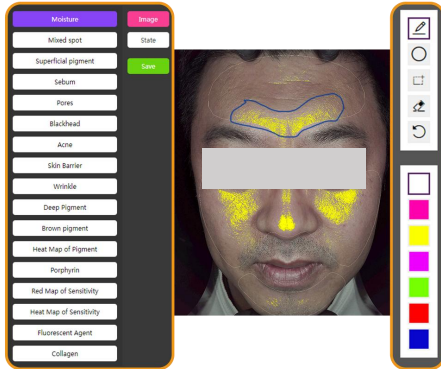 Moisture
Image
Mixed spot
State
Superficial pigment
Save
Sebum
Pores
Blackhead
Acne
Skin Barrier
Wrinkle
Deep Pigment
Brown pigment
Heat Map of Pigment
Porphyrin
Red Map of Sensitivity
Heat Map of Sensitivity
Fluorescent Agent
Collagen